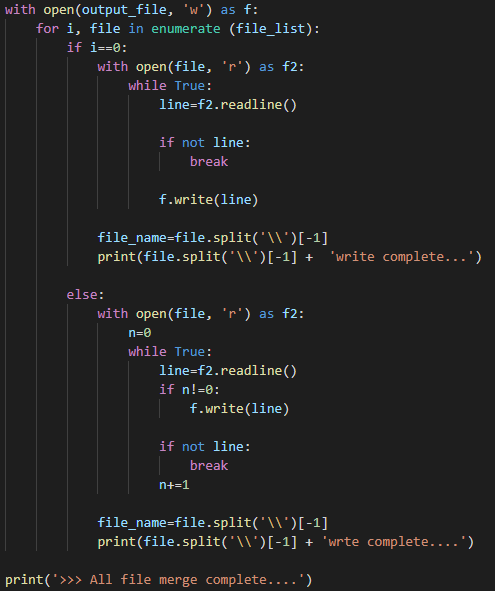 with open(output_file, 'w') as f:
    for i, file in enumerate (file_list):
        if i==0:
            with open(file, 'r') as f2:
                while True:
                    line=f2.readline()

                    if not line:
                        break

                    f.write(line)

            file_name=file.split('\\')[-1]
            print(file.split('\\')[-1] +  'write complete...')

        else:
            with open(file, 'r') as f2:
                n=0
                while True:
                    line=f2.readline()
                    if n!=0:
                        f.write(line)

                    if not line:
                        break
                    n+=1

            file_name=file.split('\\')[-1]
            print(file.split('\\')[-1] + 'wrte complete....')

print('>>> All file merge complete....')